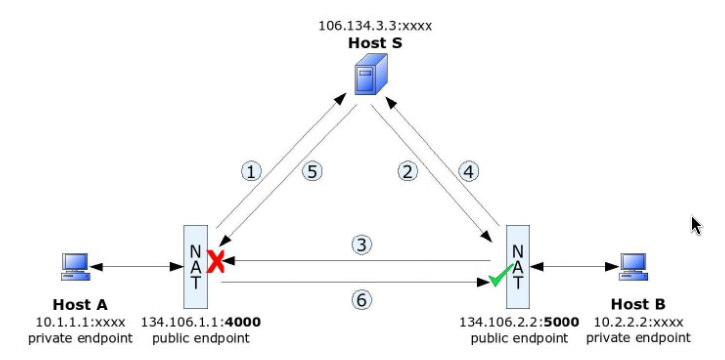 106.134.3.3:xxxx
Host S
1
5
2
4
3
6
NAT
NAT
Host A
10.1.1.1:xxxx
private endpoint
134.106.1.1:4000
public endpoint
134.106.2.2:5000
public endpoint
Host B
10.2.2.2:xxxx
private endpoint